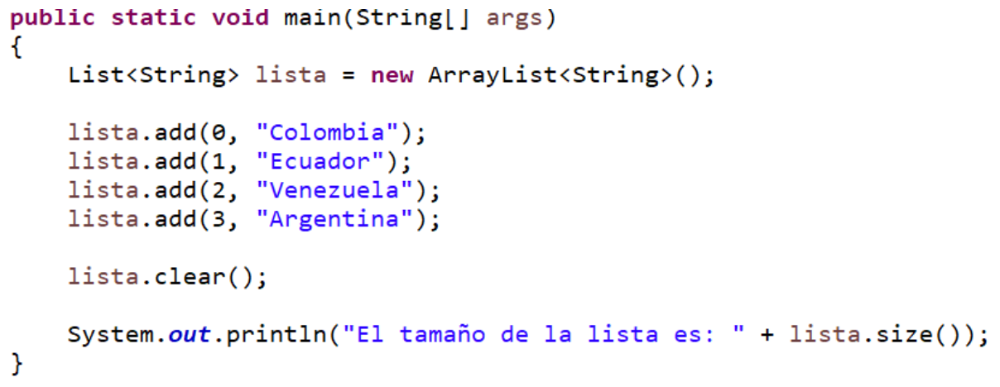 public static void main(String[] args)
{
List<String> lista = new ArrayList<String>();
lista.add(0, "Colombia");
lista.add(1, "Ecuador");
lista.add(2, "Venezuela");
lista.add(3, "Argentina");
lista.clear();
System.out.println("El tamaño de la lista es: " + lista.size());
}